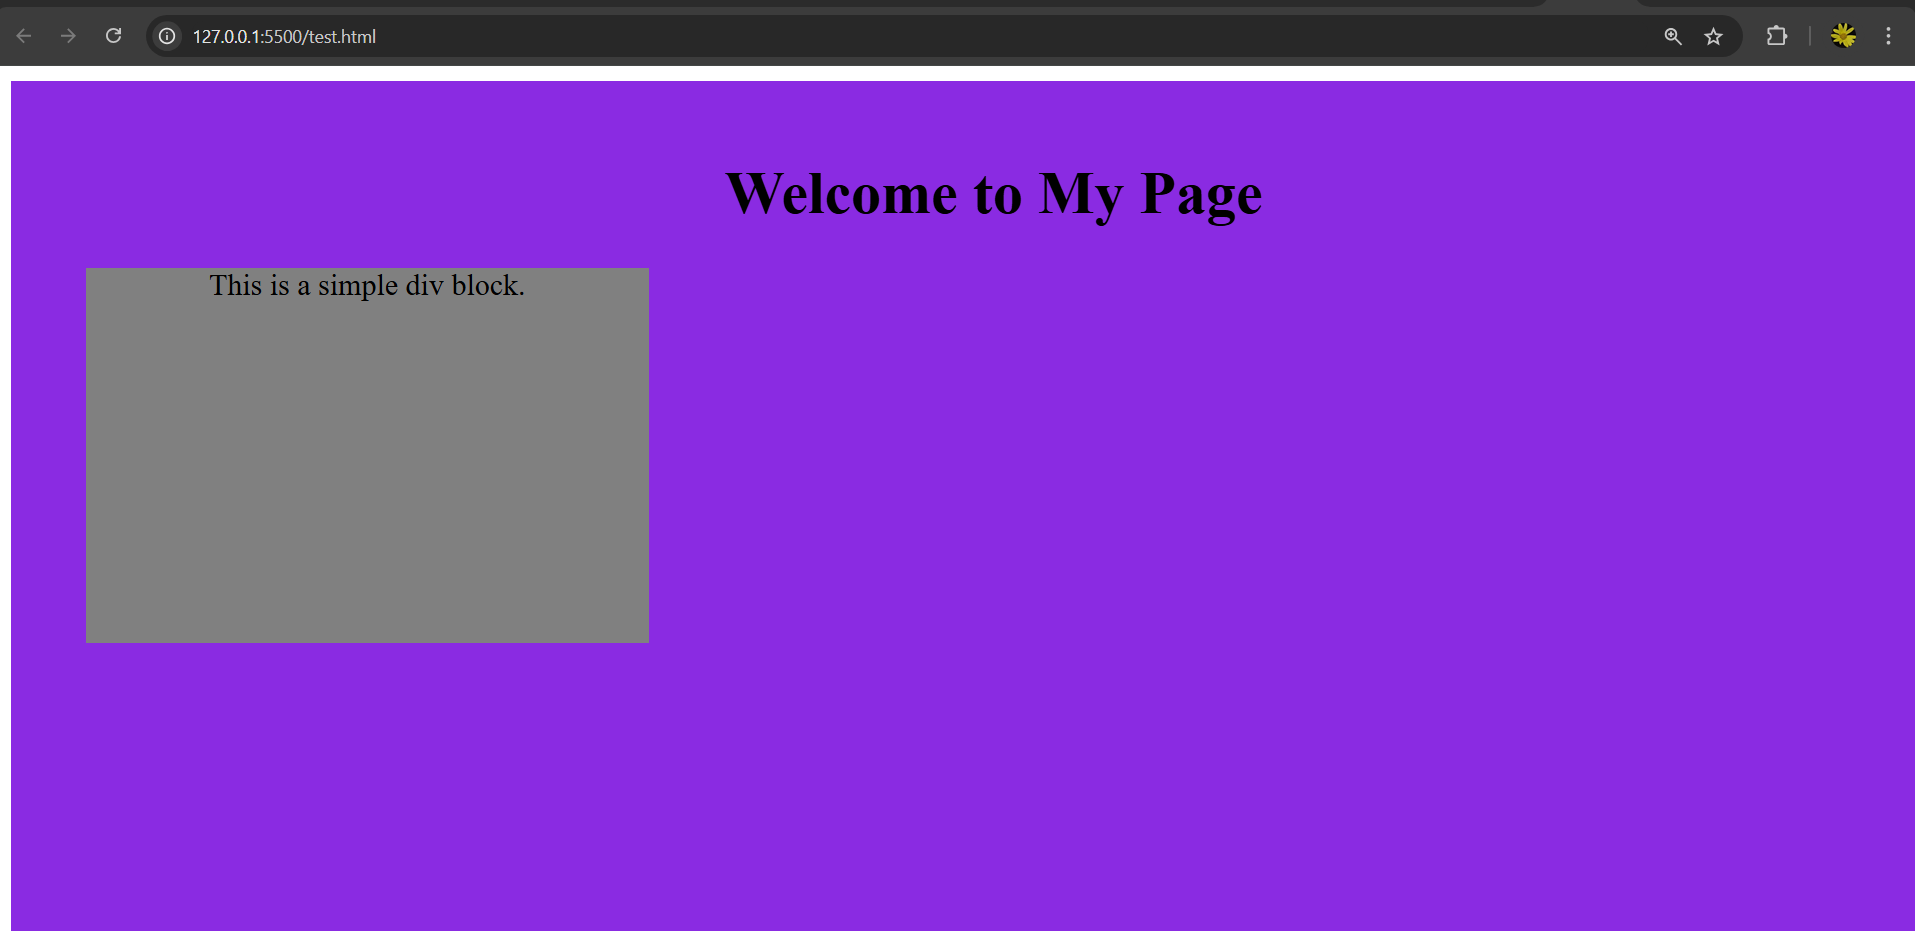 127.0.0.1:5500/test.html
Welcome to My Page
This is a simple div block.